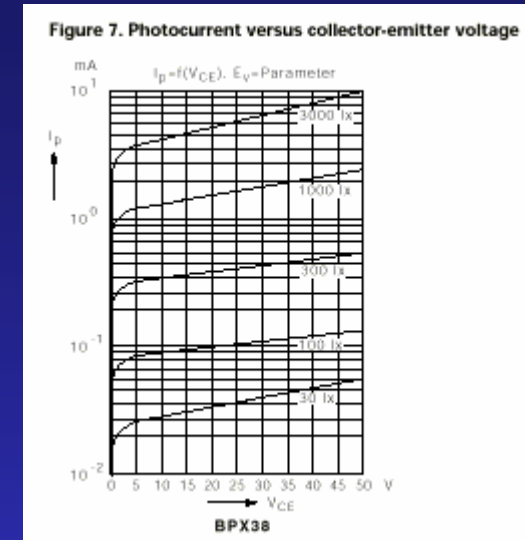 Figure 7. Photocurrent versus collector-emitter voltage
mA
Ip=f(VCE). Ev=Parameter
10¹
3000 lx
Ip
1000 lx
10⁰
300 lx
10⁻¹
100 lx
30 lx
10⁻²
0 5 10 15 20 25 30 35 40 45 50 V
VCE
BPX38